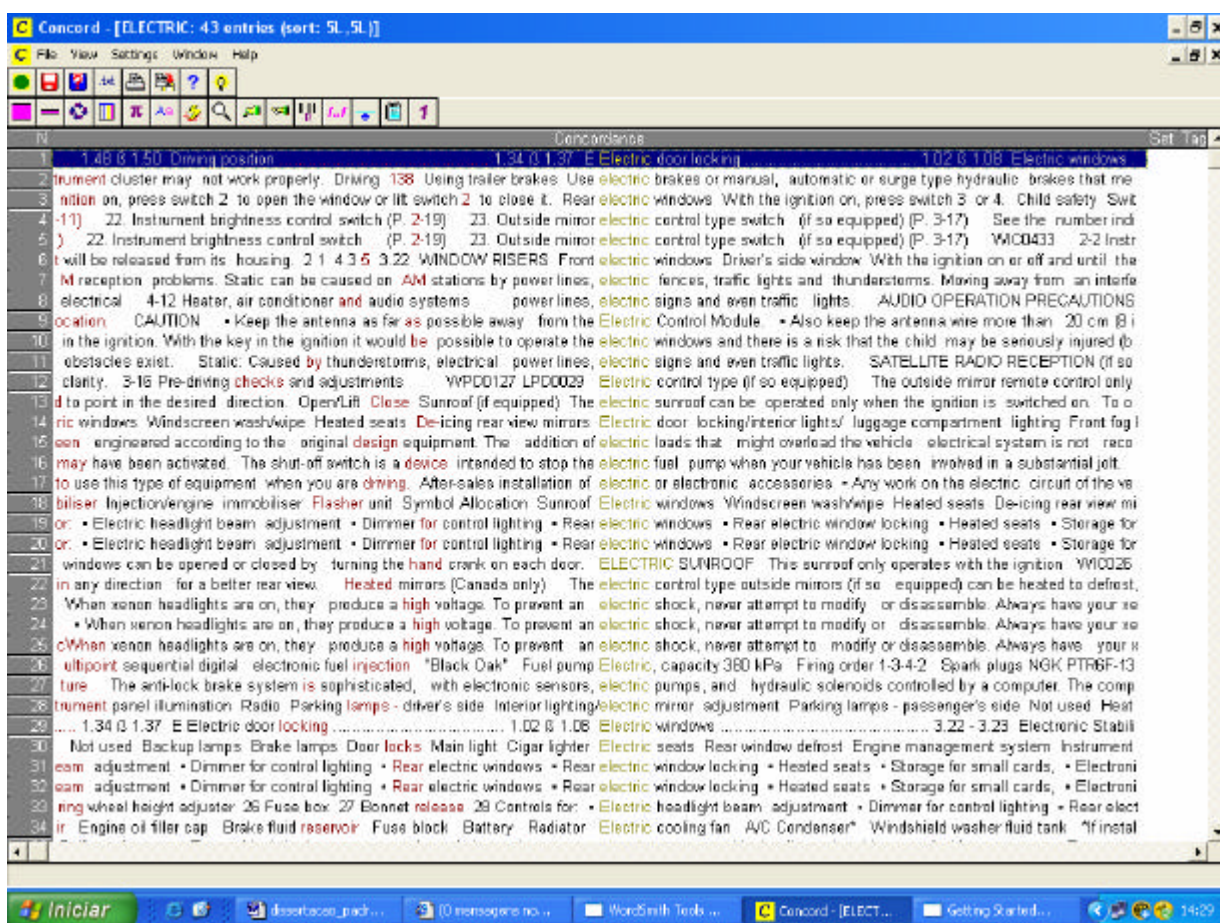 Concord - [ELECTRIC: 43 entries (sort: 5L,5L)]
File View Settings Window Help
N Concordance Set Tag
1 1.48 ß 1.50 Driving position 1.34 ß 1.37 E Electric door locking 1.02 ß 1.08 Electric windows
2 trument cluster may not work properly. Driving 138 Using trailer brakes Use electric brakes or manual, automatic or surge type hydraulic brakes that me
3 nition on, press switch 2 to open the window or lift switch 2 to close it. Rear electric windows With the ignition on, press switch 3 or 4. Child safety Swit
4 -11) 22. Instrument brightness control switch (P. 2-19) 23. Outside mirror electric control type switch (if so equipped) (P. 3-17) See the number indi
5 ) 22. Instrument brightness control switch (P. 2-19) 23. Outside mirror electric control type switch (if so equipped) (P. 3-17) WIC0433 2-2 Instr
6 t will be released from its housing. 2 1 4 3 5 3.22 WINDOW RISERS Front electric windows Driver's side window With the ignition on or off and until the
7 M reception problems. Static can be caused on AM stations by power lines, electric fences, traffic lights and thunderstorms. Moving away from an interfe
8 electrical 4-12 Heater, air conditioner and audio systems power lines, electric signs and even traffic lights. AUDIO OPERATION PRECAUTIONS
9 ocation. CAUTION • Keep the antenna as far as possible away from the Electric Control Module. • Also keep the antenna wire more than 20 cm (8 i
10 in the ignition. With the key in the ignition it would be possible to operate the electric windows and there is a risk that the child may be seriously injured (b
11 obstacles exist. Static: Caused by thunderstorms, electrical power lines, electric signs and even traffic lights. SATELLITE RADIO RECEPTION (if so
12 clarity. 3-16 Pre-driving checks and adjustments WPD0127 LPD0029 Electric control type (if so equipped) The outside mirror remote control only
13 d to point in the desired direction. Open/Lift Close Sunroof (if equipped) The electric sunroof can be operated only when the ignition is switched on. To o
14 ric windows Windscreen wash/wipe Heated seats De-icing rear view mirrors Electric door locking/interior lights/ luggage compartment lighting Front fog l
15 een engineered according to the original design equipment. The addition of electric loads that might overload the vehicle electrical system is not reco
16 may have been activated. The shut-off switch is a device intended to stop the electric fuel pump when your vehicle has been involved in a substantial jolt.
17 to use this type of equipment when you are driving. After-sales installation of electric or electronic accessories • Any work on the electric circuit of the ve
18 biliser Injection/engine immobiliser Flasher unit Symbol Allocation Sunroof Electric windows Windscreen wash/wipe Heated seats De-icing rear view mi
19 or: • Electric headlight beam adjustment • Dimmer for control lighting • Rear electric windows • Rear electric window locking • Heated seats • Storage for
20 or: • Electric headlight beam adjustment • Dimmer for control lighting • Rear electric windows • Rear electric window locking • Heated seats • Storage for
21 windows can be opened or closed by turning the hand crank on each door. ELECTRIC SUNROOF This sunroof only operates with the ignition WIC026
22 in any direction for a better rear view. Heated mirrors (Canada only) The electric control type outside mirrors (if so equipped) can be heated to defrost,
23 When xenon headlights are on, they produce a high voltage. To prevent an electric shock, never attempt to modify or disassemble. Always have your xe
24 • When xenon headlights are on, they produce a high voltage. To prevent an electric shock, never attempt to modify or disassemble. Always have your xe
25 cWhen xenon headlights are on, they produce a high voltage. To prevent an electric shock, never attempt to modify or disassemble. Always have your x
26 ultipoint sequential digital electronic fuel injection "Black Oak" Fuel pump Electric, capacity 380 kPa Firing order 1-3-4-2 Spark plugs NGK PTR6F-13
27 ture The anti-lock brake system is sophisticated, with electronic sensors, electric pumps, and hydraulic solenoids controlled by a computer. The comp
28 trument panel illumination Radio Parking lamps - driver's side Interior lighting/electric mirror adjustment Parking lamps - passenger's side Not used Heat
29 ..... 1.34 ß 1.37 E Electric door locking 1.02 ß 1.08 Electric windows 3.22 - 3.23 Electronic Stabili
30 Not used Backup lamps Brake lamps Door locks Main light Cigar lighter Electric seats Rear window defrost Engine management system Instrument
31 eam adjustment • Dimmer for control lighting • Rear electric windows • Rear electric window locking • Heated seats • Storage for small cards, • Electroni
32 eam adjustment • Dimmer for control lighting • Rear electric windows • Rear electric window locking • Heated seats • Storage for small cards, • Electroni
33 ring wheel height adjuster 26 Fuse box 27 Bonnet release 28 Controls for: • Electric headlight beam adjustment • Dimmer for control lighting • Rear elect
34 ir Engine oil filler cap Brake fluid reservoir Fuse block Battery Radiator Electric cooling fan A/C Condenser* Windshield washer fluid tank *If instal
Iniciar dissertacao_padr... (0 mensagens no... WordSmith Tools ... Concord - [ELECT... Getting Started... 14:29